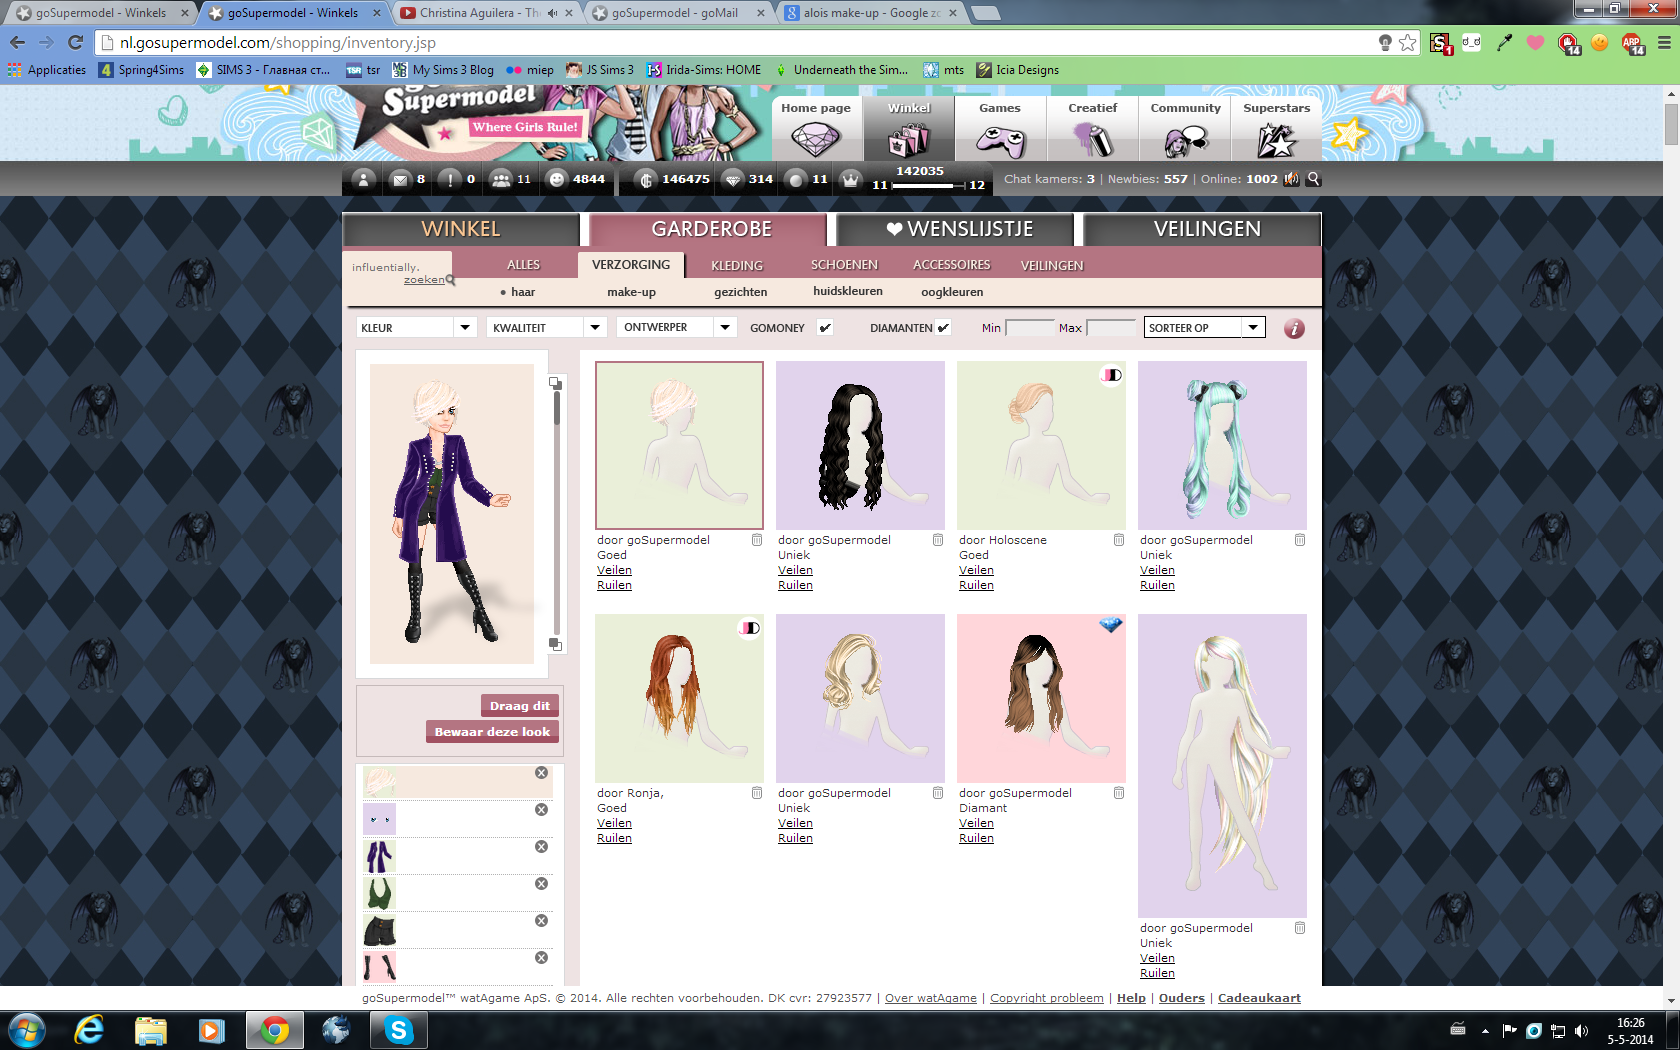 goSupermodel - Winkels
goSupermodel - Winkels
Christina Aguilera - Th
goSupermodel - goMail
alois make-up - Google zo
nl.gosupermodel.com/shopping/inventory.jsp
Applicaties
Spring4Sims
SIMS 3 - Главная ст...
tsr
My Sims 3 Blog
miep
JS Sims 3
Irida-Sims: HOME
Underneath the Sim...
mts
Icia Designs
Supermodel
Where Girls Rule!
Home page
Winkel
Games
Creatief
Community
Superstars
8
0
11
4844
146475
314
11
142035
11
12
Chat kamers: 3 | Newbies: 557 | Online: 1002
WINKEL
GARDEROBE
WENSLIJSTJE
VEILINGEN
influentially.
zoeken
ALLES
VERZORGING
KLEDING
SCHOENEN
ACCESSOIRES
VEILINGEN
• haar
make-up
gezichten
huidskleuren
oogkleuren
KLEUR
KWALITEIT
ONTWERPER
GOMONEY
DIAMANTEN
Min
Max
SORTEER OP
door goSupermodel
Goed
Veilen
Ruilen
door goSupermodel
Uniek
Veilen
Ruilen
door Holoscene
Goed
Veilen
Ruilen
door goSupermodel
Uniek
Veilen
Ruilen
Draag dit
Bewaar deze look
door Ronja,
Goed
Veilen
Ruilen
door goSupermodel
Uniek
Veilen
Ruilen
door goSupermodel
Diamant
Veilen
Ruilen
door goSupermodel
Uniek
Veilen
Ruilen
goSupermodel™ watAgame ApS. © 2014. Alle rechten voorbehouden. DK cvr: 27923577 | Over watAgame | Copyright probleem | Help | Ouders | Cadeaukaart
16:26
5-5-2014